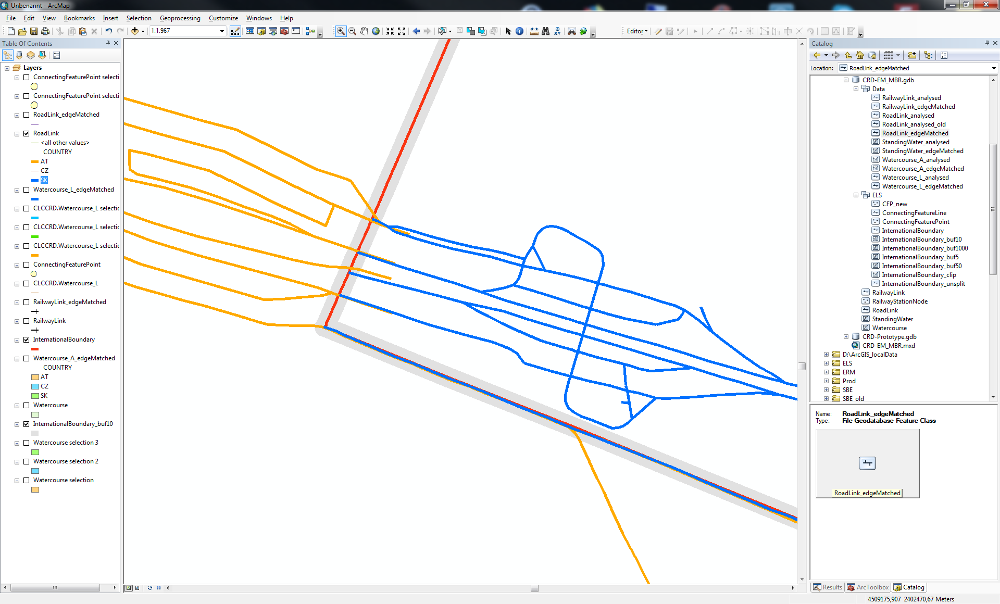 Unbenannt - ArcMap
File Edit View Bookmarks Insert Selection Geoprocessing Customize Windows Help
1:1.967
Editor
Table Of Contents
Layers
ConnectingFeaturePoint selecti
ConnectingFeaturePoint selecti
RoadLink_edgeMatched
RoadLink
<all other values>
COUNTRY
AT
CZ
SK
Watercourse_L_edgeMatched
CLCCRD.Watercourse_L selectic
CLCCRD.Watercourse_L selectic
CLCCRD.Watercourse_L selectic
ConnectingFeaturePoint
CLCCRD.Watercourse_L
RailwayLink_edgeMatched
RailwayLink
InternationalBoundary
Watercourse_A_edgeMatched
COUNTRY
AT
CZ
SK
Watercourse
InternationalBoundary_buf10
Watercourse selection 3
Watercourse selection 2
Watercourse selection
Catalog
Location: RoadLink_edgeMatched
CRD-EM_MBR.gdb
Data
RailwayLink_analysed
RailwayLink_edgeMatched
RoadLink_analysed
RoadLink_analysed_old
RoadLink_edgeMatched
StandingWater_analysed
StandingWater_edgeMatched
Watercourse_A_analysed
Watercourse_A_edgeMatched
Watercourse_L_analysed
Watercourse_L_edgeMatched
ELS
CFP_new
ConnectingFeatureLine
ConnectingFeaturePoint
InternationalBoundary
InternationalBoundary_buf10
InternationalBoundary_buf1000
InternationalBoundary_buf5
InternationalBoundary_buf50
InternationalBoundary_clip
InternationalBoundary_unsplit
RailwayLink
RailwayStationNode
RoadLink
StandingWater
Watercourse
CRD-Prototype.gdb
CRD-EM_MBR.mxd
D:\ArcGIS_localData
ELS
ERM
Prod
SBE
SBE_old
Name: RoadLink_edgeMatched
Type: File Geodatabase Feature Class
RoadLink_edgeMatched
Results ArcToolbox Catalog
4509175,907 2402470,67 Meters